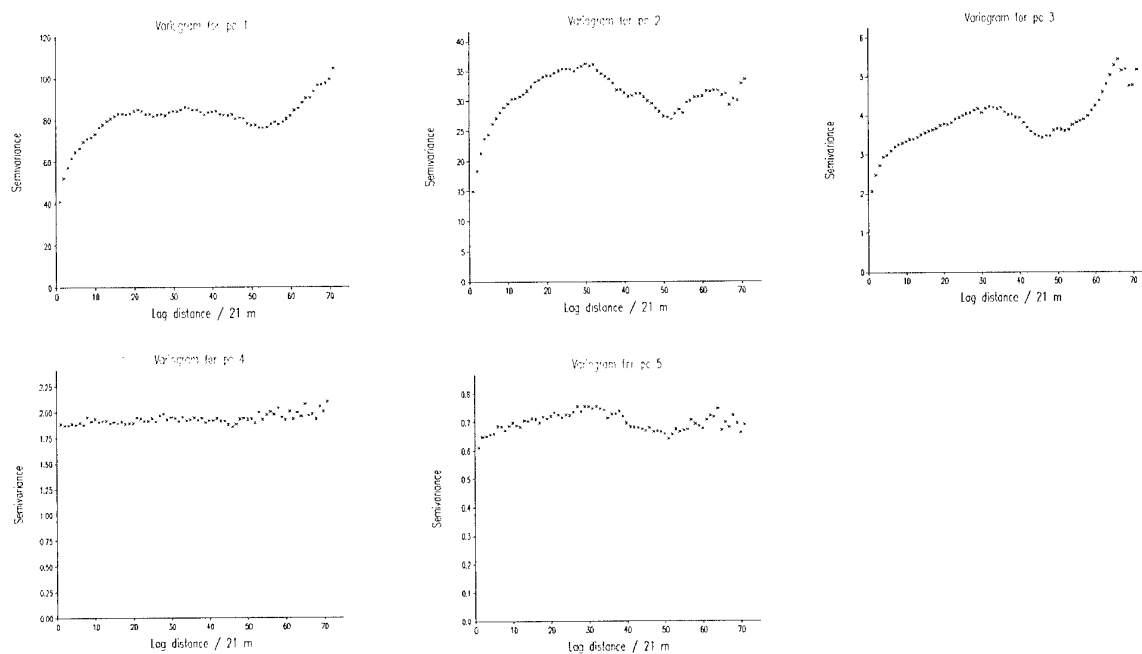 Variogram for pc 1
120
100
80
60
40
20
0
Semivariance
0 10 20 30 40 50 60 70
Lag distance / 21 m
Variogram for pc 2
40
35
30
25
20
15
10
5
0
Semivariance
0 10 20 30 40 50 60 70
Lag distance / 21 m
Variogram for pc 3
6
5
4
3
2
1
0
Semivariance
0 10 20 30 40 50 60 70
Lag distance / 21 m
Variogram for pc 4
2.25
2.00
1.75
1.50
1.25
1.00
0.75
0.50
0.25
0.00
Semivariance
0 10 20 30 40 50 60 70
Lag distance / 21 m
Variogram for pc 5
0.8
0.7
0.6
0.5
0.4
0.3
0.2
0.1
0.0
Semivariance
0 10 20 30 40 50 60 70
Lag distance / 21 m